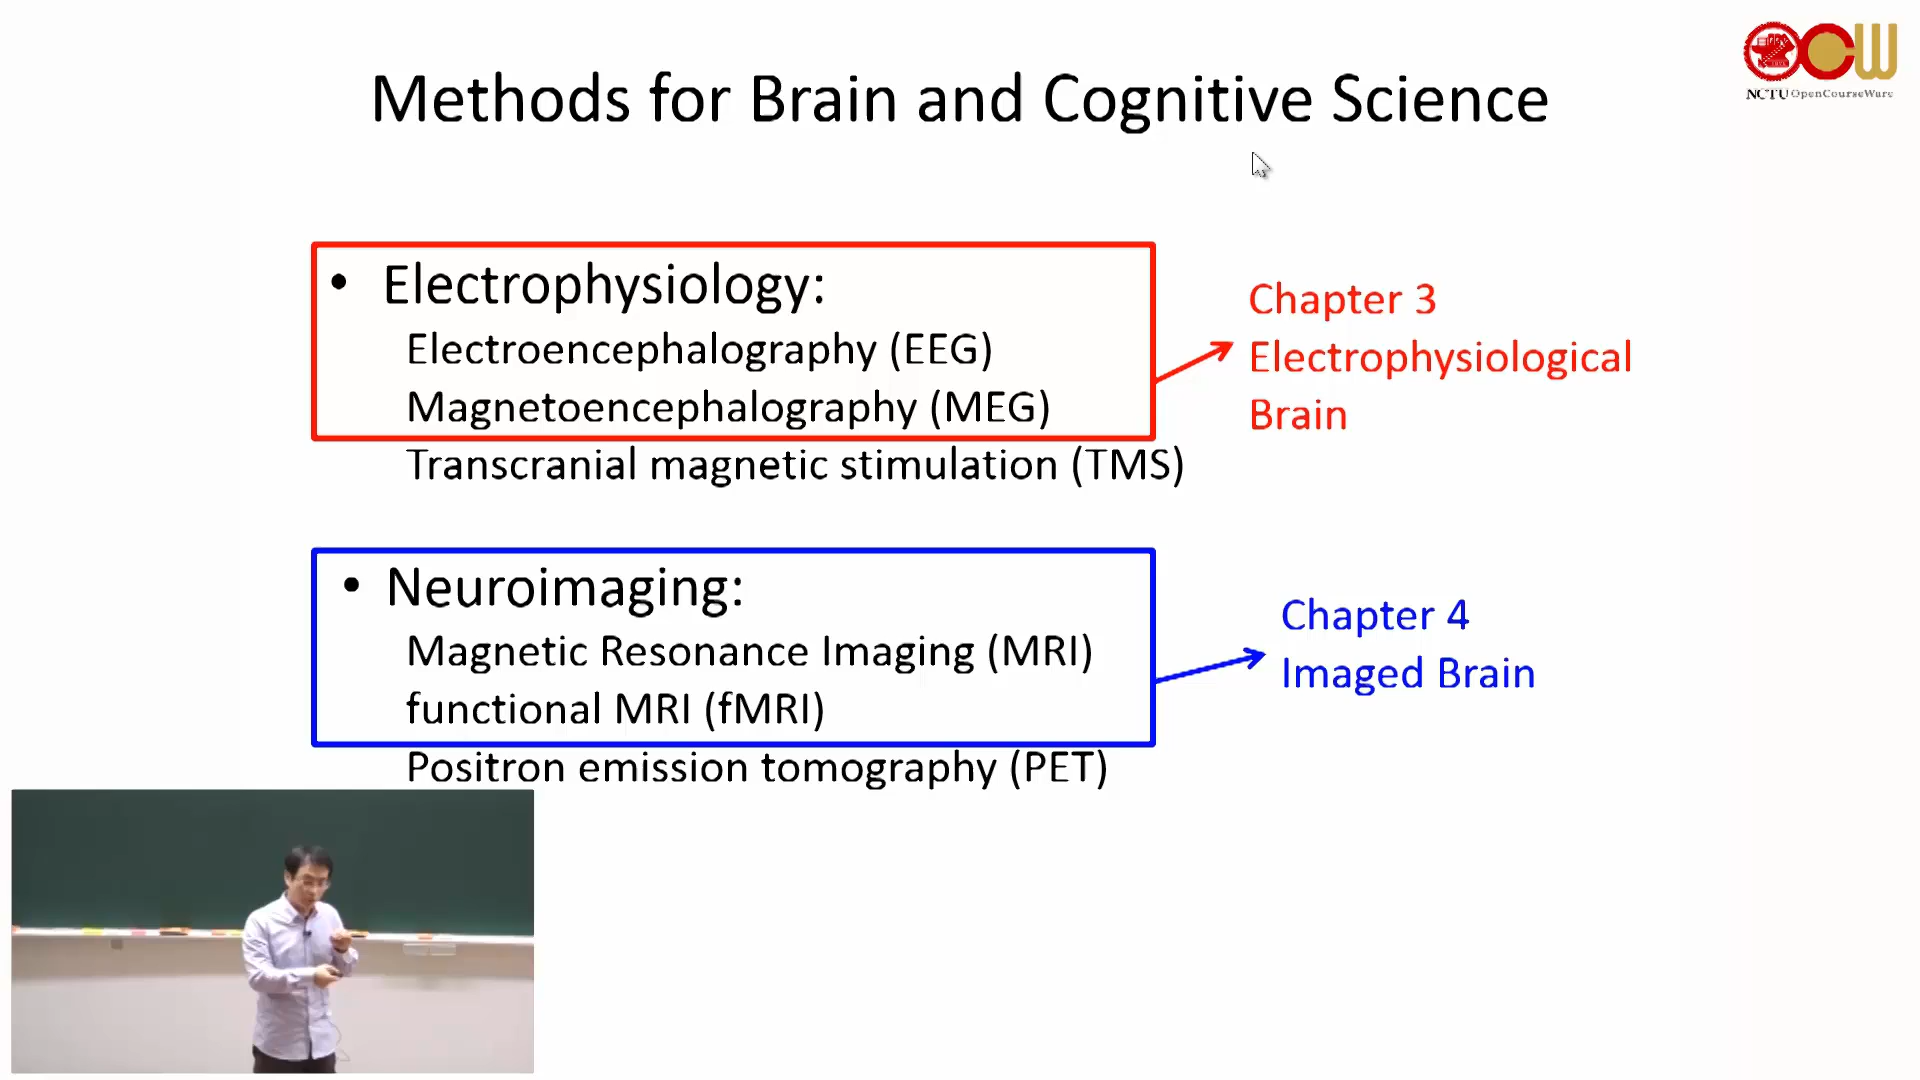 Methods for Brain and Cognitive Science
NCTU OpenCourseWare
• Electrophysiology:
Electroencephalography (EEG)
Magnetoencephalography (MEG)
Transcranial magnetic stimulation (TMS)
Chapter 3
Electrophysiological
Brain
• Neuroimaging:
Magnetic Resonance Imaging (MRI)
functional MRI (fMRI)
Positron emission tomography (PET)
Chapter 4
Imaged Brain